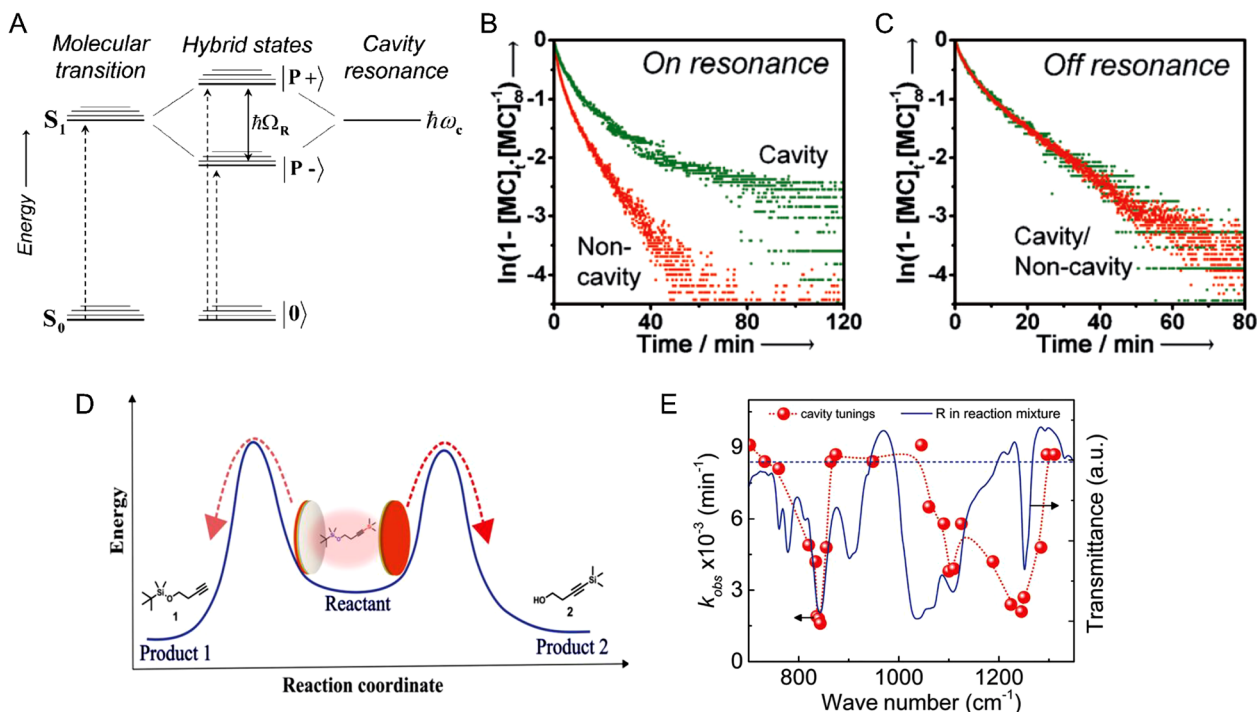 A
Molecular transition
Hybrid states
Cavity resonance
Energy
S₁
S₀
|P+⟩
ħΩ_R
|P-⟩
|0⟩
ħω_c
B
On resonance
Cavity
Non-
cavity
ln(1- [MC]ₜ [MC]⁻¹∞)
0
-1
-2
-3
-4
0
40
80
120
Time / min
C
Off resonance
Cavity/
Non-cavity
ln(1- [MC]ₜ [MC]⁻¹∞)
0
-1
-2
-3
-4
0
20
40
60
80
Time / min
D
Energy
Si
O
1
Product 1
Reactant
HO
Si
2
Product 2
Reaction coordinate
E
cavity tunings
R in reaction mixture
k_obs x10⁻³ (min⁻¹)
9
6
3
0
800
1000
1200
Wave number (cm⁻¹)
Transmittance (a.u.)